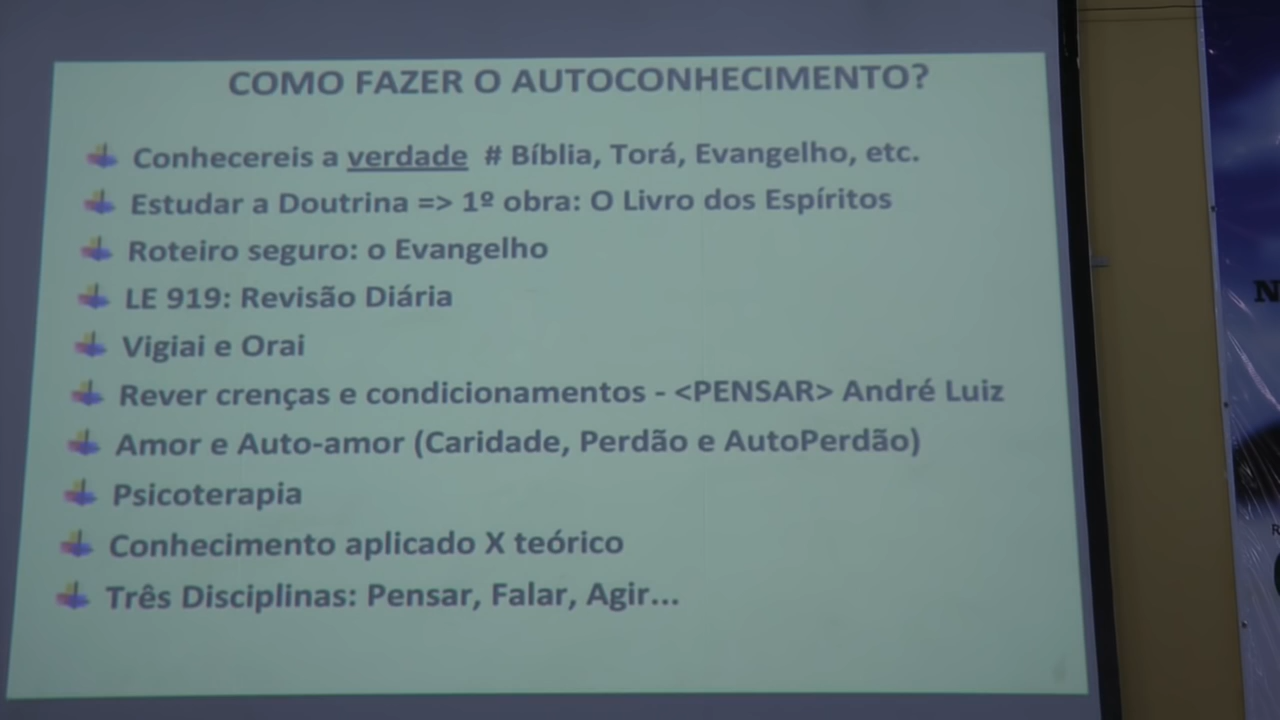 COMO FAZER O AUTOCONHECIMENTO?
Conhecereis a verdade # Bíblia, Torá, Evangelho, etc.
Estudar a Doutrina => 1º obra: O Livro dos Espíritos
Roteiro seguro: o Evangelho
LE 919: Revisão Diária
Vigiai e Orai
Rever crenças e condicionamentos - <PENSAR> André Luiz
Amor e Auto-amor (Caridade, Perdão e AutoPerdão)
Psicoterapia
Conhecimento aplicado X teórico
Três Disciplinas: Pensar, Falar, Agir...
N
R